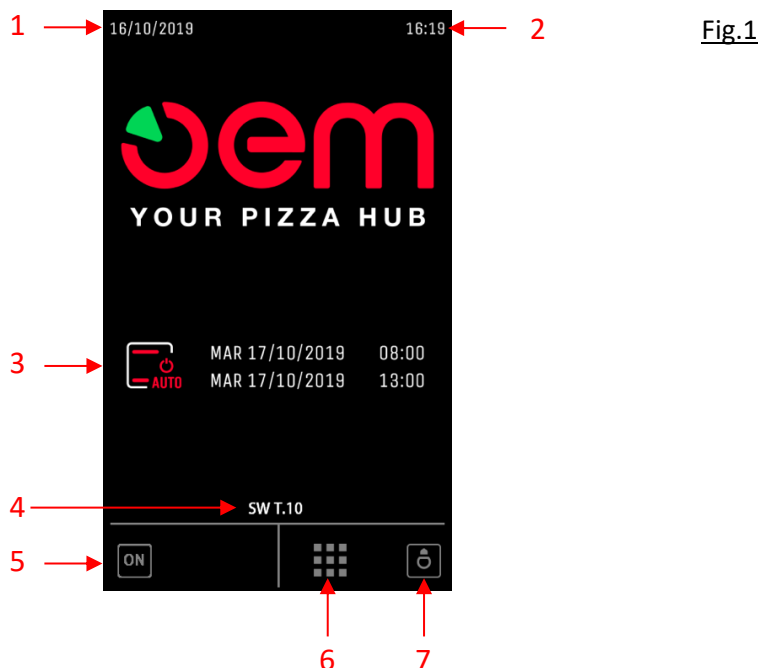 1 16/10/2019 16:19 2 Fig.1
oem
YOUR PIZZA HUB
MAR 17/10/2019 08:00
3 AUTO
MAR 17/10/2019 13:00
4 SW T.10
5 ON
6 7